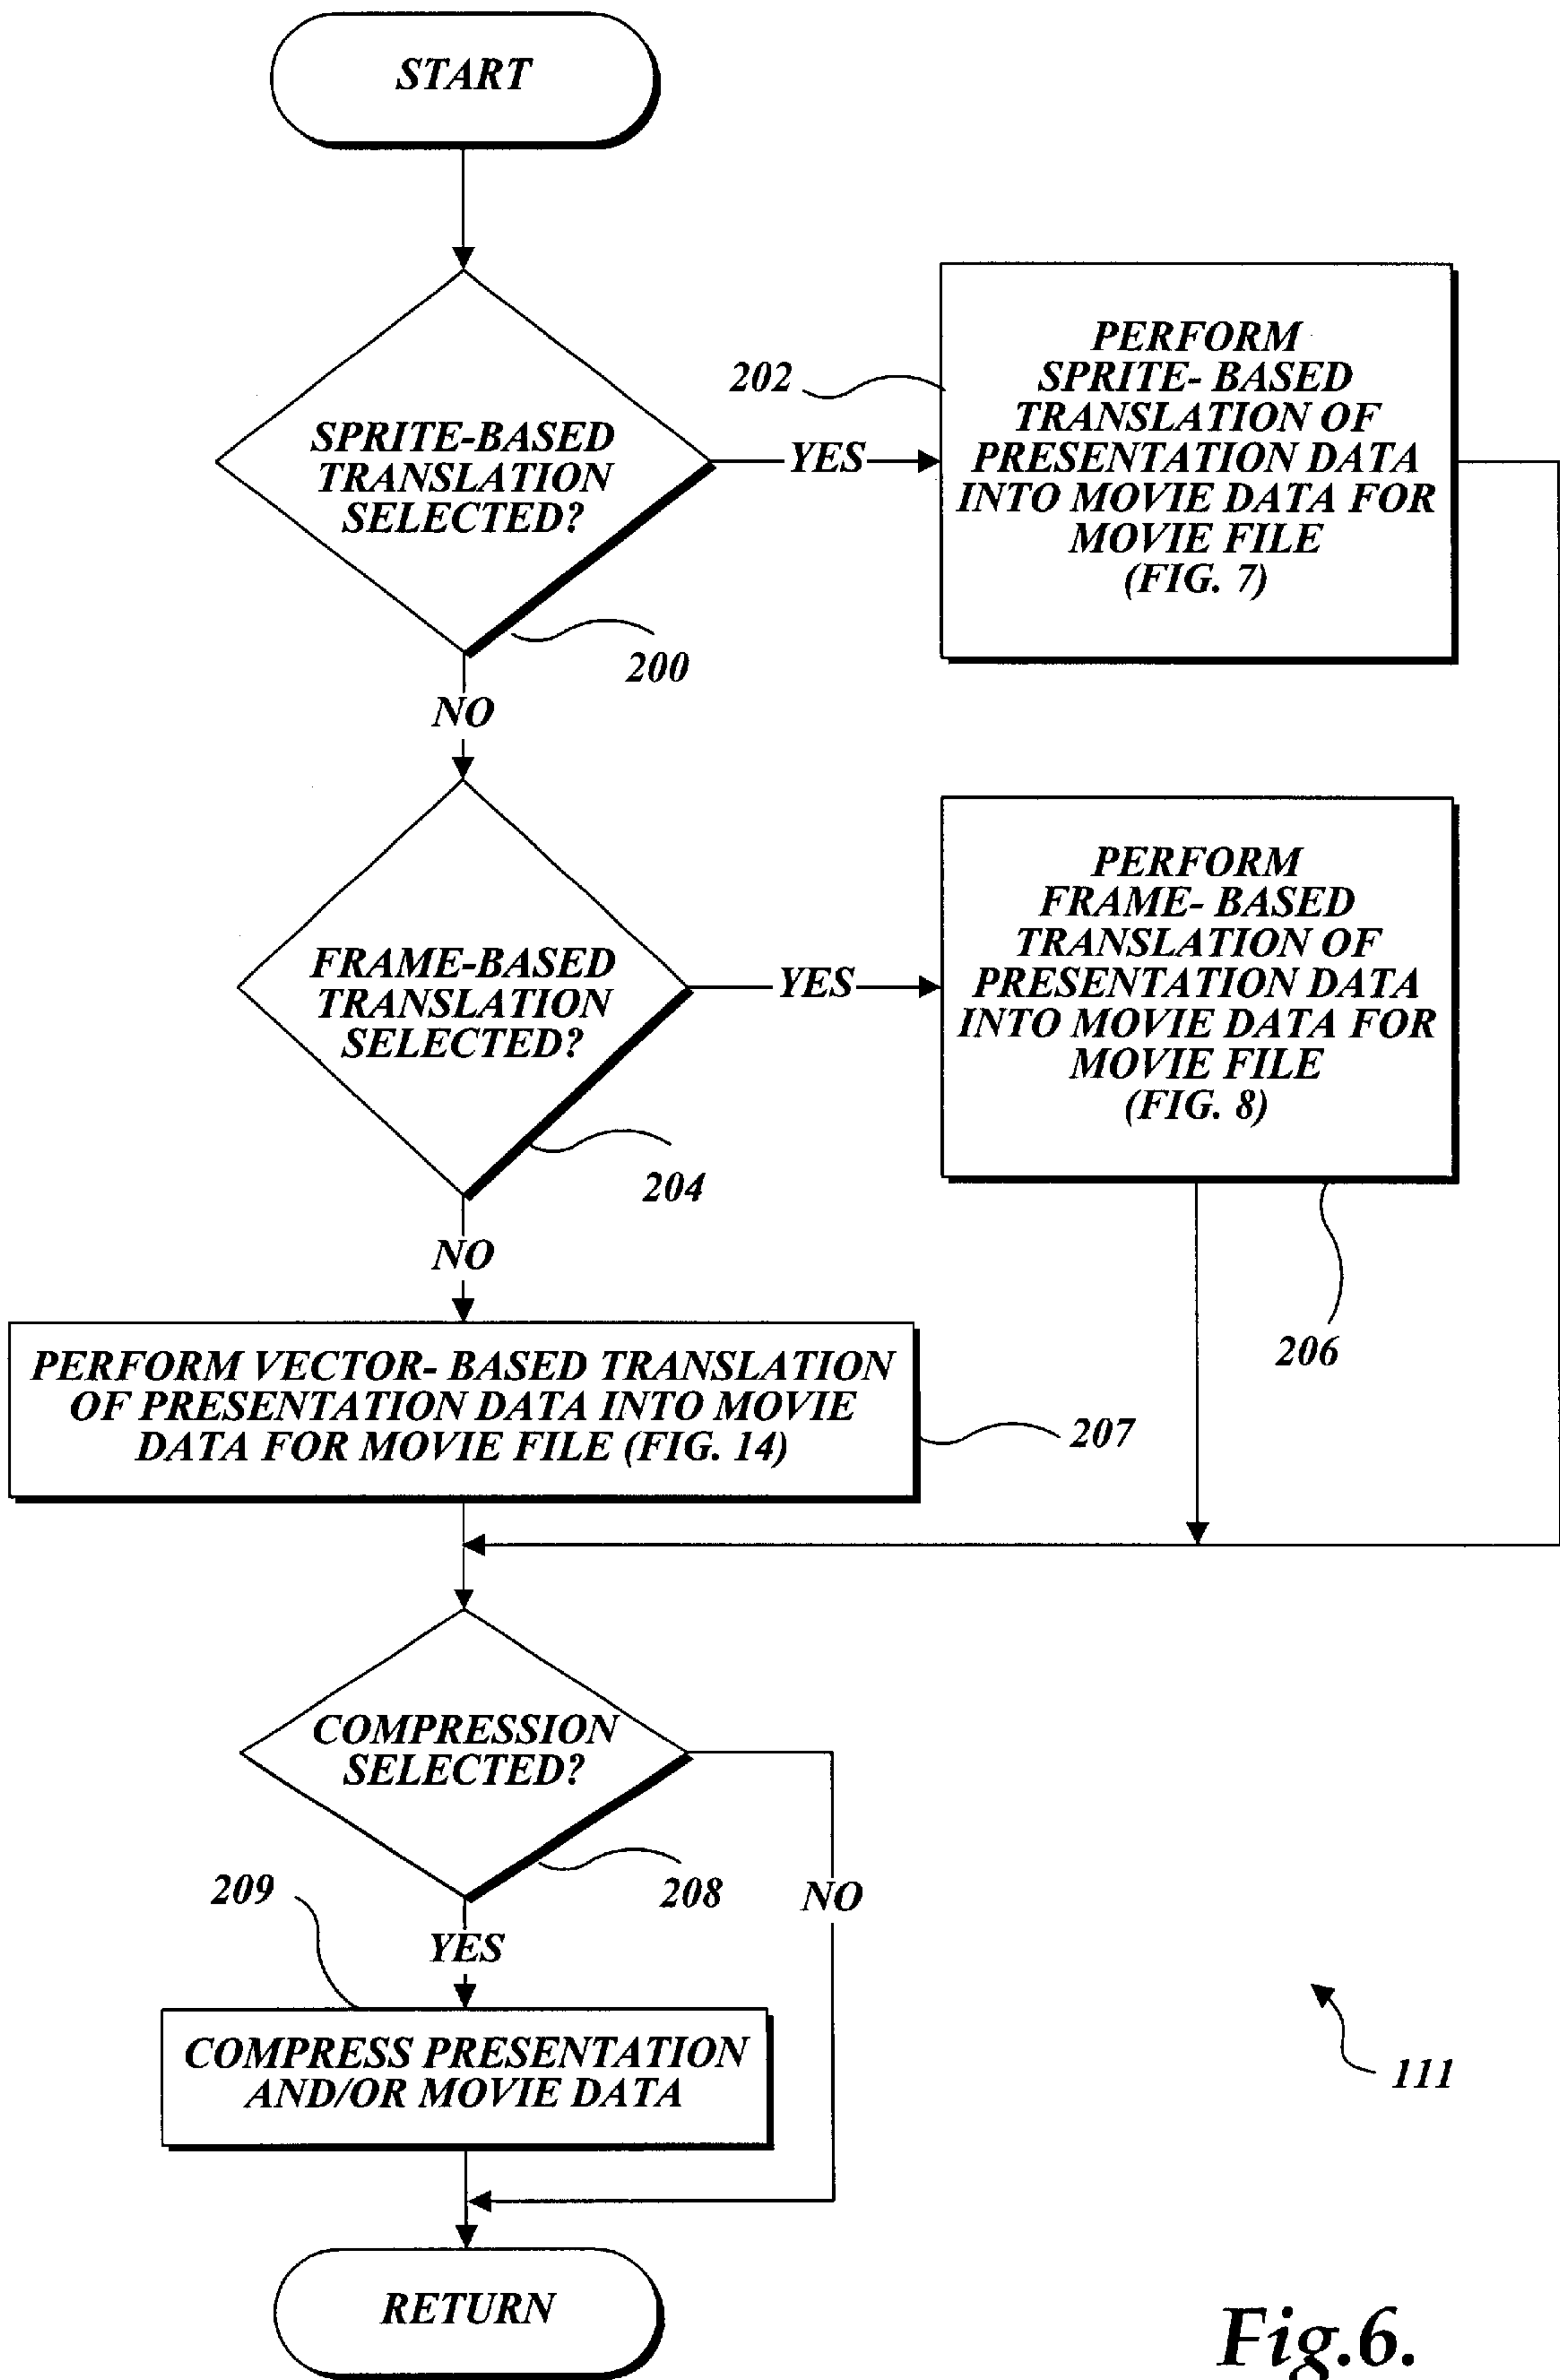 START
SPRITE-BASED
TRANSLATION
SELECTED?
200
YES
202
PERFORM
SPRITE- BASED
TRANSLATION OF
PRESENTATION DATA
INTO MOVIE DATA FOR
MOVIE FILE
(FIG. 7)
NO
FRAME-BASED
TRANSLATION
SELECTED?
204
YES
PERFORM
FRAME- BASED
TRANSLATION OF
PRESENTATION DATA
INTO MOVIE DATA FOR
MOVIE FILE
(FIG. 8)
206
NO
PERFORM VECTOR- BASED TRANSLATION
OF PRESENTATION DATA INTO MOVIE
DATA FOR MOVIE FILE (FIG. 14)
207
COMPRESSION
SELECTED?
208
NO
209
YES
COMPRESS PRESENTATION
AND/OR MOVIE DATA
111
RETURN
Fig.6.